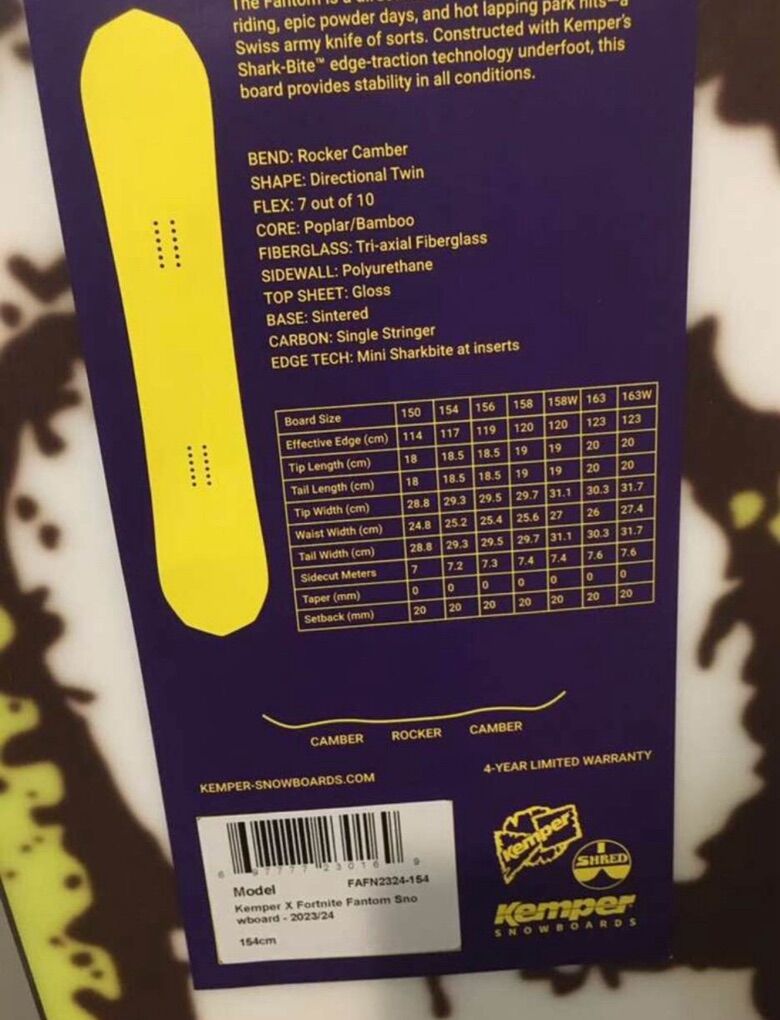 The Fantom is a
riding, epic powder days, and hot lapping park hits—a
Swiss army knife of sorts. Constructed with Kemper's
Shark-Bite™ edge-traction technology underfoot, this
board provides stability in all conditions.
BEND: Rocker Camber
SHAPE: Directional Twin
FLEX: 7 out of 10
CORE: Poplar/Bamboo
FIBERGLASS: Tri-axial Fiberglass
SIDEWALL: Polyurethane
TOP SHEET: Gloss
BASE: Sintered
CARBON: Single Stringer
EDGE TECH: Mini Sharkbite at inserts
Board Size 150 154 156 158 158W 163 163W
Effective Edge (cm) 114 117 119 120 120 123 123
Tip Length (cm) 18 18.5 18.5 19 19 20 20
Tail Length (cm) 18 18.5 18.5 19 19 20 20
Tip Width (cm) 28.8 29.3 29.5 29.7 31.1 30.3 31.7
Waist Width (cm) 24.8 25.2 25.4 25.6 27 26 27.4
Tail Width (cm) 28.8 29.3 29.5 29.7 31.1 30.3 31.7
Sidecut Meters 7 7.2 7.3 7.4 7.4 7.6 7.6
Taper (mm) 0 0 0 0 0 0 0
Setback (mm) 20 20 20 20 20 20 20
CAMBER ROCKER CAMBER
KEMPER-SNOWBOARDS.COM
4-YEAR LIMITED WARRANTY
6 97777 23016 9
Model FAFN2324-154
Kemper X Fortnite Fantom Sno
wboard - 2023/24
154cm
Kemper
SHRED
Kemper
SNOWBOARDS